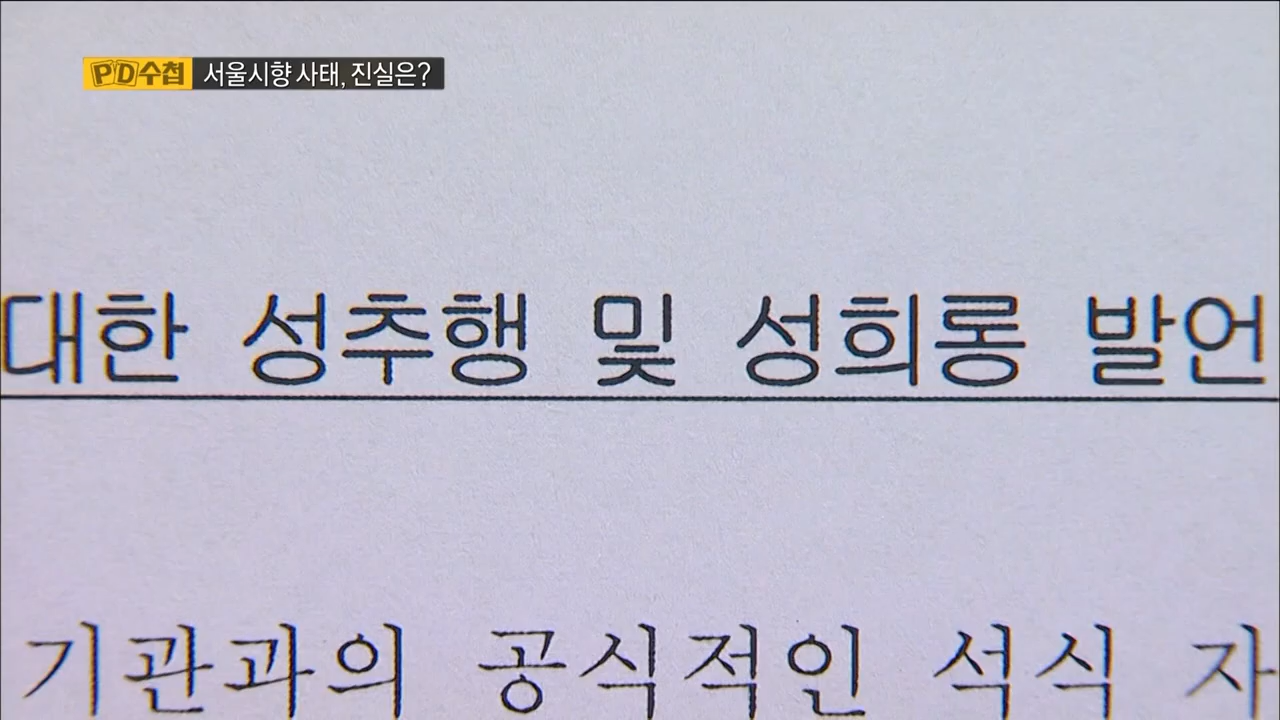 PD수첩 서울시향 사태, 진실은?
대한 성추행 및 성희롱 발언
기관과의 공식적인 석식 자